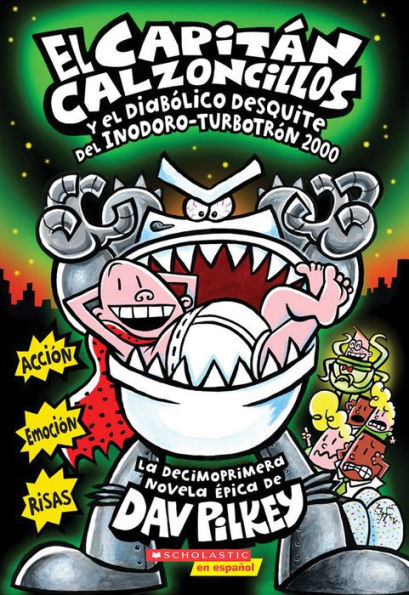 EL CAPITÁN
CALZONCILLOS
Y EL DIABÓLICO DESQUITE
DEL INODORO-TURBOTRÓN 2000
ACCIÓN
EMOCIÓN
RISAS
LA DECIMOPRIMERA
NOVELA ÉPICA DE
DAV PILKEY
SCHOLASTIC
en español